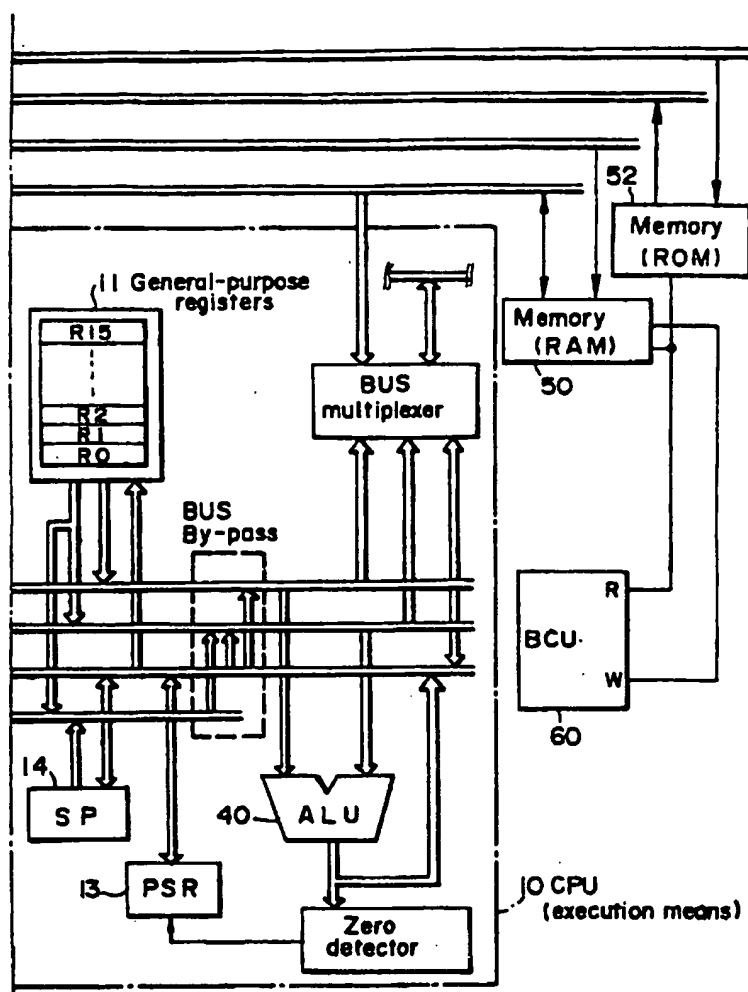 52
Memory
(ROM)
11 General-purpose
registers
R15
R2
R1
R0
Memory
(RAM)
50
BUS
multiplexer
BUS
By-pass
R
BCU
W
60
14
SP
40
ALU
13
PSR
Zero
detector
10 CPU
(execution means)